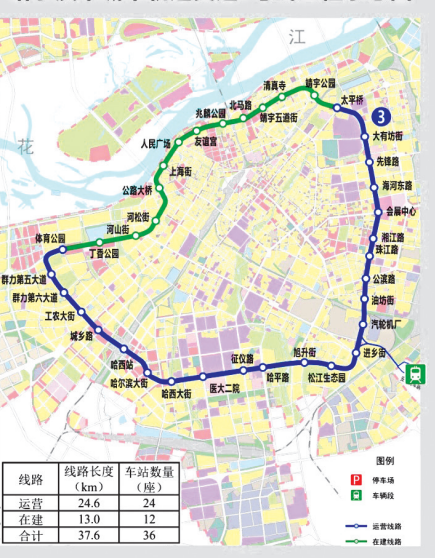 江
花
清真寺
靖宇公园
太平桥
北马路
兆麟公园
靖宇五道街
3
大有坊街
人民广场
友谊宫
先锋路
上海街
海河东路
公路大桥
会展中心
河松街
河山街
体育公园
湘江路
珠江路
丁香公园
群力第五大道
公滨路
群力第六大道
油坊街
工农大街
汽轮机厂
城乡路
进乡街
哈西站
旭升街
征仪路
哈尔滨大街
哈西大街
医大二院
哈平路
松江生态园
图例
P 停车场
车辆段
运营线路
在建线路
线路 线路长度（km） 车站数量（座）
运营 24.6 24
在建 13.0 12
合计 37.6 36